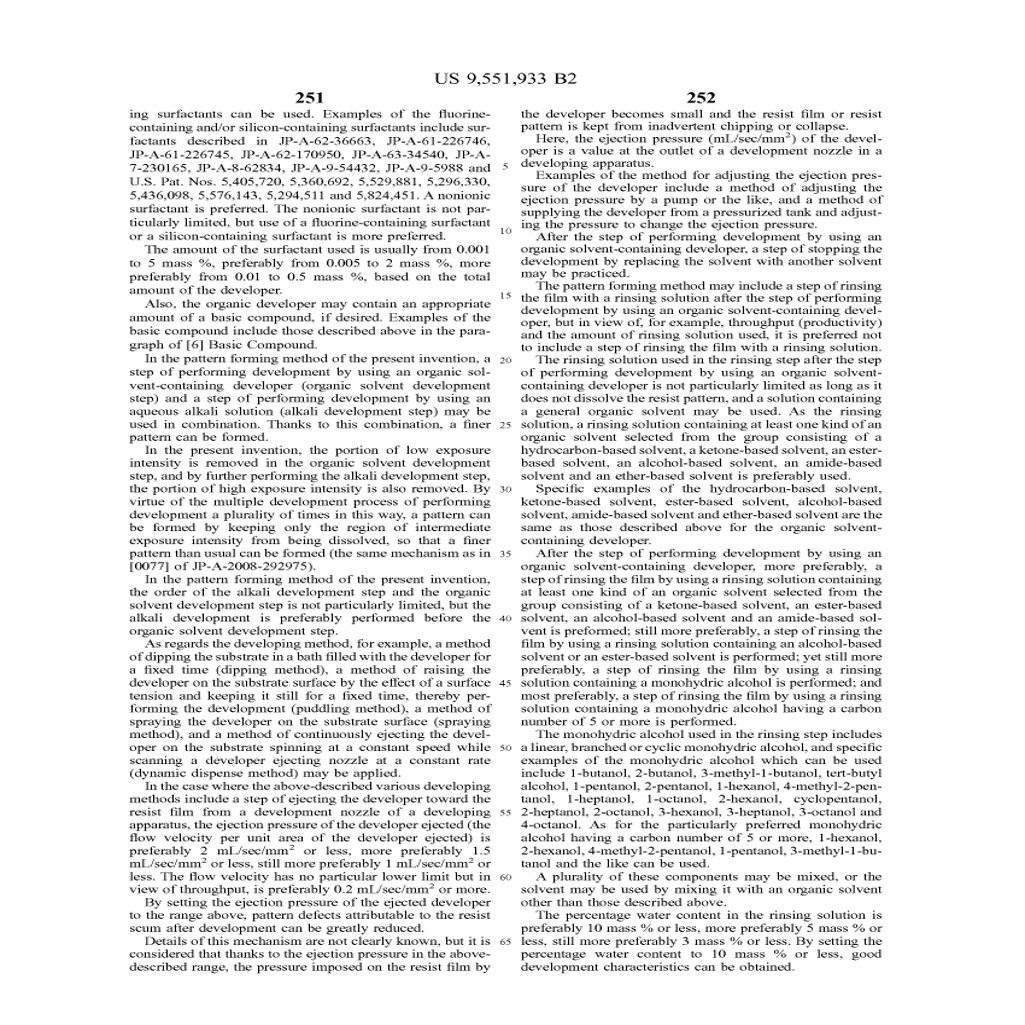 US 9,551,933 B2
251
ing surfactants can be used. Examples of the fluorine-
containing and/or silicon-containing surfactants include sur-
factants described in JP-A-62-36663, JP-A-61-226746,
JP-A-61-226745, JP-A-62-170950, JP-A-63-34540, JP-A-
7-230165, JP-A-8-62834, JP-A-9-54432, JP-A-9-5988 and
U.S. Pat. Nos. 5,405,720, 5,360,692, 5,529,881, 5,296,330,
5,436,098, 5,576,143, 5,294,511 and 5,824,451. A nonionic
surfactant is preferred. The nonionic surfactant is not par-
ticularly limited, but use of a fluorine-containing surfactant
or a silicon-containing surfactant is more preferred.
The amount of the surfactant used is usually from 0.001
to 5 mass %, preferably from 0.005 to 2 mass %, more
preferably from 0.01 to 0.5 mass %, based on the total
amount of the developer.
Also, the organic developer may contain an appropriate
amount of a basic compound, if desired. Examples of the
basic compound include those described above in the para-
graph of [6] Basic Compound.
In the pattern forming method of the present invention, a
step of performing development by using an organic sol-
vent-containing developer (organic solvent development
step) and a step of performing development by using an
aqueous alkali solution (alkali development step) may be
used in combination. Thanks to this combination, a finer
pattern can be formed.
In the present invention, the portion of low exposure
intensity is removed in the organic solvent development
step, and by further performing the alkali development step,
the portion of high exposure intensity is also removed. By
virtue of the multiple development process of performing
development a plurality of times in this way, a pattern can
be formed by keeping only the region of intermediate
exposure intensity from being dissolved, so that a finer
pattern than usual can be formed (the same mechanism as in
[0077] of JP-A-2008-292975).
In the pattern forming method of the present invention,
the order of the alkali development step and the organic
solvent development step is not particularly limited, but the
alkali development is preferably performed before the
organic solvent development step.
As regards the developing method, for example, a method
of dipping the substrate in a bath filled with the developer for
a fixed time (dipping method), a method of raising the
developer on the substrate surface by the effect of a surface
tension and keeping it still for a fixed time, thereby per-
forming the development (puddling method), a method of
spraying the developer on the substrate surface (spraying
method), and a method of continuously ejecting the devel-
oper on the substrate spinning at a constant speed while
scanning a developer ejecting nozzle at a constant rate
(dynamic dispense method) may be applied.
In the case where the above-described various developing
methods include a step of ejecting the developer toward the
resist film from a development nozzle of a developing
apparatus, the ejection pressure of the developer ejected (the
flow velocity per unit area of the developer ejected) is
preferably 2 mL/sec/mm² or less, more preferably 1.5
mL/sec/mm² or less, still more preferably 1 mL/sec/mm² or
less. The flow velocity has no particular lower limit but in
view of throughput, is preferably 0.2 mL/sec/mm² or more.
By setting the ejection pressure of the ejected developer
to the range above, pattern defects attributable to the resist
scum after development can be greatly reduced.
Details of this mechanism are not clearly known, but it is
considered that thanks to the ejection pressure in the above-
described range, the pressure imposed on the resist film by
5
10
15
20
25
30
35
40
45
50
55
60
65
252
the developer becomes small and the resist film or resist
pattern is kept from inadvertent chipping or collapse.
Here, the ejection pressure (mL/sec/mm²) of the devel-
oper is a value at the outlet of a development nozzle in a
developing apparatus.
Examples of the method for adjusting the ejection pres-
sure of the developer include a method of adjusting the
ejection pressure by a pump or the like, and a method of
supplying the developer from a pressurized tank and adjust-
ing the pressure to change the ejection pressure.
After the step of performing development by using an
organic solvent-containing developer, a step of stopping the
development by replacing the solvent with another solvent
may be practiced.
The pattern forming method may include a step of rinsing
the film with a rinsing solution after the step of performing
development by using an organic solvent-containing devel-
oper, but in view of, for example, throughput (productivity)
and the amount of rinsing solution used, it is preferred not
to include a step of rinsing the film with a rinsing solution.
The rinsing solution used in the rinsing step after the step
of performing development by using an organic solvent-
containing developer is not particularly limited as long as it
does not dissolve the resist pattern, and a solution containing
a general organic solvent may be used. As the rinsing
solution, a rinsing solution containing at least one kind of an
organic solvent selected from the group consisting of a
hydrocarbon-based solvent, a ketone-based solvent, an ester-
based solvent, an alcohol-based solvent, an amide-based
solvent and an ether-based solvent is preferably used.
Specific examples of the hydrocarbon-based solvent,
ketone-based solvent, ester-based solvent, alcohol-based
solvent, amide-based solvent and ether-based solvent are the
same as those described above for the organic solvent-
containing developer.
After the step of performing development by using an
organic solvent-containing developer, more preferably, a
step of rinsing the film by using a rinsing solution containing
at least one kind of an organic solvent selected from the
group consisting of a ketone-based solvent, an ester-based
solvent, an alcohol-based solvent and an amide-based sol-
vent is preformed; still more preferably, a step of rinsing the
film by using a rinsing solution containing an alcohol-based
solvent or an ester-based solvent is performed; yet still more
preferably, a step of rinsing the film by using a rinsing
solution containing a monohydric alcohol is performed; and
most preferably, a step of rinsing the film by using a rinsing
solution containing a monohydric alcohol having a carbon
number of 5 or more is performed.
The monohydric alcohol used in the rinsing step includes
a linear, branched or cyclic monohydric alcohol, and specific
examples of the monohydric alcohol which can be used
include 1-butanol, 2-butanol, 3-methyl-1-butanol, tert-butyl
alcohol, 1-pentanol, 2-pentanol, 1-hexanol, 4-methyl-2-pen-
tanol, 1-heptanol, 1-octanol, 2-hexanol, cyclopentanol,
2-heptanol, 2-octanol, 3-hexanol, 3-heptanol, 3-octanol and
4-octanol. As for the particularly preferred monohydric
alcohol having a carbon number of 5 or more, 1-hexanol,
2-hexanol, 4-methyl-2-pentanol, 1-pentanol, 3-methyl-1-bu-
tanol and the like can be used.
A plurality of these components may be mixed, or the
solvent may be used by mixing it with an organic solvent
other than those described above.
The percentage water content in the rinsing solution is
preferably 10 mass % or less, more preferably 5 mass % or
less, still more preferably 3 mass % or less. By setting the
percentage water content to 10 mass % or less, good
development characteristics can be obtained.